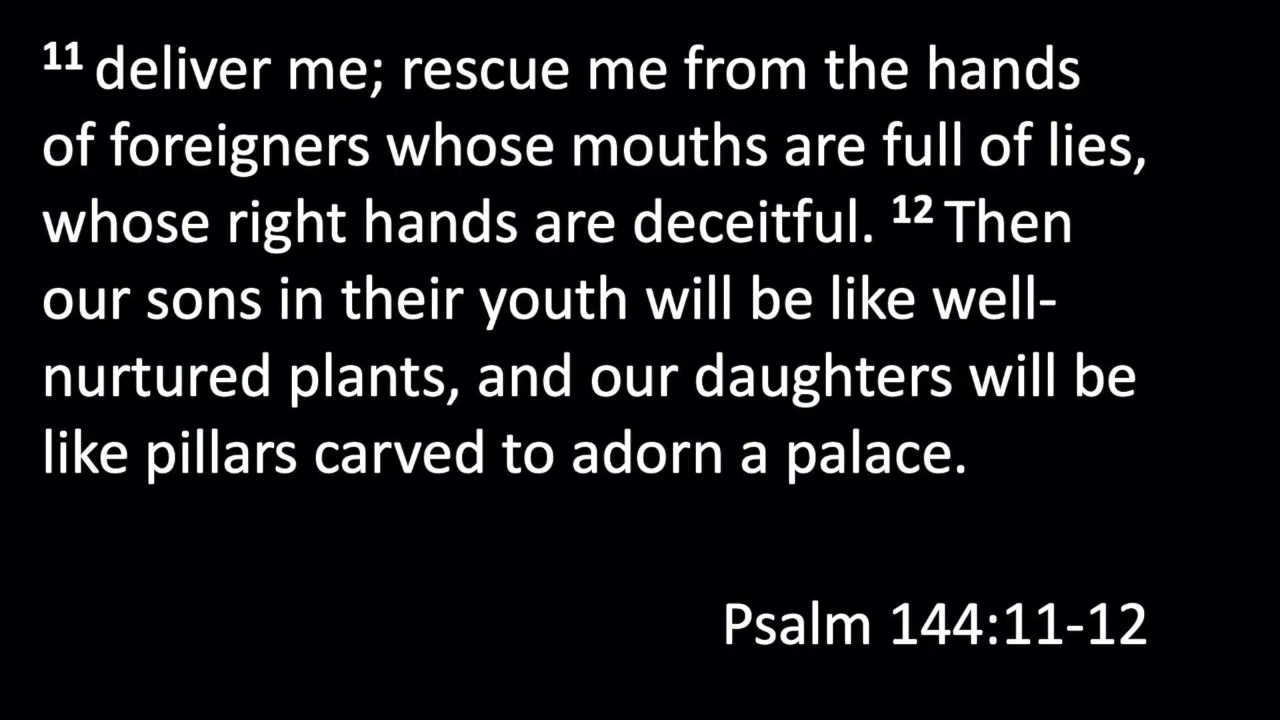 11 deliver me; rescue me from the hands
of foreigners whose mouths are full of lies,
whose right hands are deceitful. 12 Then
our sons in their youth will be like well-
nurtured plants, and our daughters will be
like pillars carved to adorn a palace.
Psalm 144:11-12